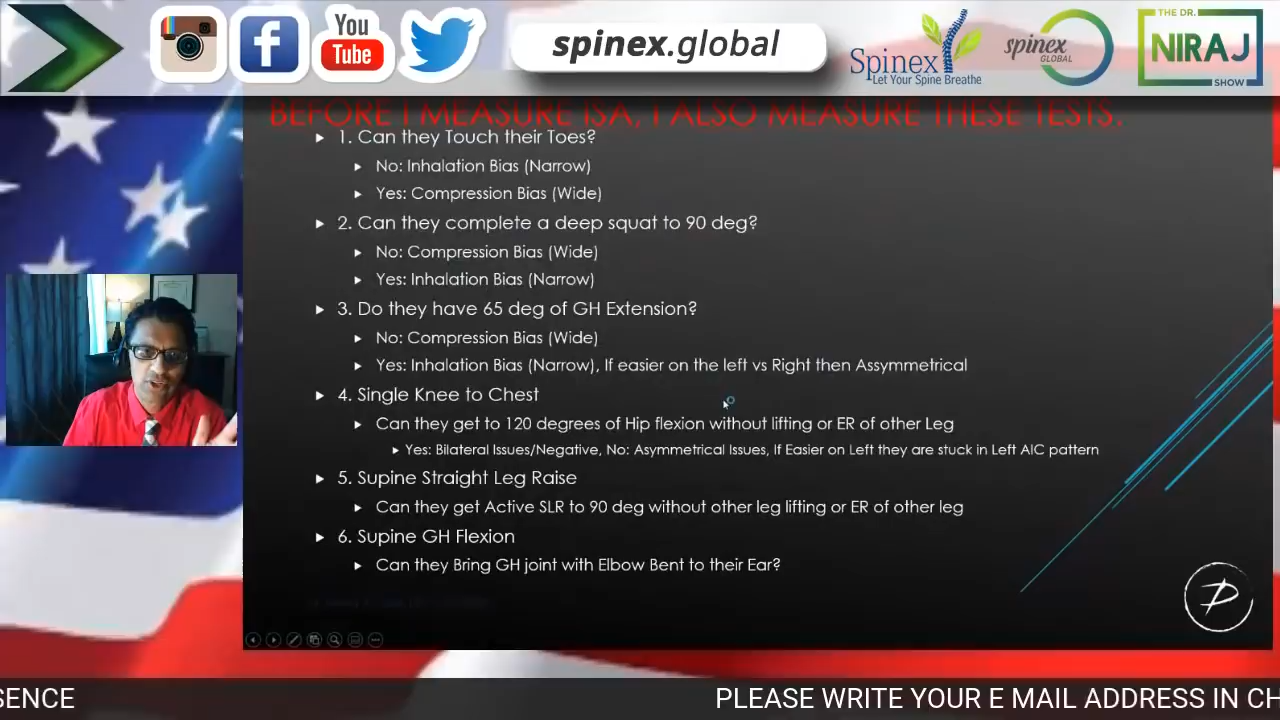 You
Tube
spinex.global
Spinex
Let Your Spine Breathe
spinex
GLOBAL
THE DR.
NIRAJ
SHOW
BEFORE I MEASURE ISA, I ALSO MEASURE THESE TESTS.
1. Can they Touch their Toes?
No: Inhalation Bias (Narrow)
Yes: Compression Bias (Wide)
2. Can they complete a deep squat to 90 deg?
No: Compression Bias (Wide)
Yes: Inhalation Bias (Narrow)
3. Do they have 65 deg of GH Extension?
No: Compression Bias (Wide)
Yes: Inhalation Bias (Narrow), If easier on the left vs Right then Assymetrical
4. Single Knee to Chest
Can they get to 120 degrees of Hip flexion without lifting or ER of other Leg
Yes: Bilateral Issues/Negative, No: Asymmetrical Issues, If Easier on Left they are stuck in Left AIC pattern
5. Supine Straight Leg Raise
Can they get Active SLR to 90 deg without other leg lifting or ER of other leg
6. Supine GH Flexion
Can they Bring GH joint with Elbow Bent to their Ear?
SENCE
PLEASE WRITE YOUR E MAIL ADDRESS IN CH